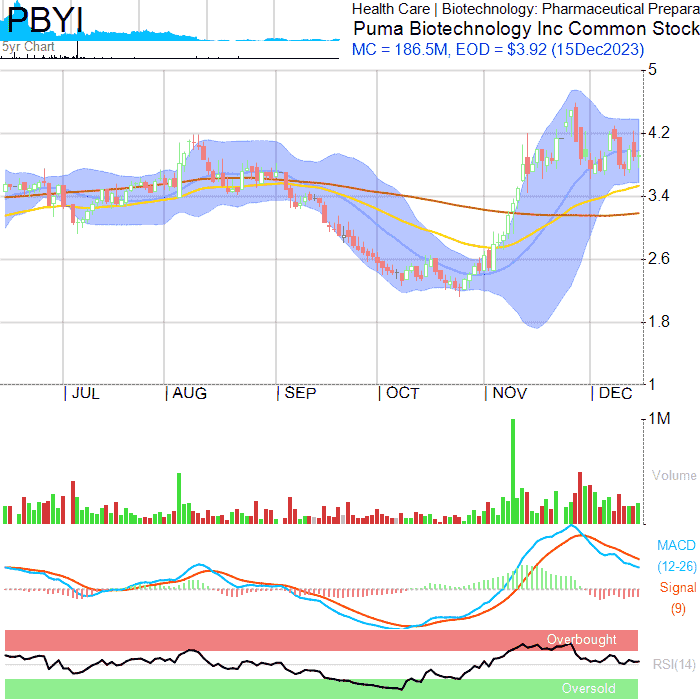 PBYI
5yr Chart
Health Care | Biotechnology: Pharmaceutical Prepara
Puma Biotechnology Inc Common Stock
MC = 186.5M, EOD = $3.92 (15Dec2023)
5
4.2
3.4
2.6
1.8
1
JUL AUG SEP OCT NOV DEC
1M
Volume
MACD
(12-26)
Signal
(9)
Overbought
RSI(14)
Oversold